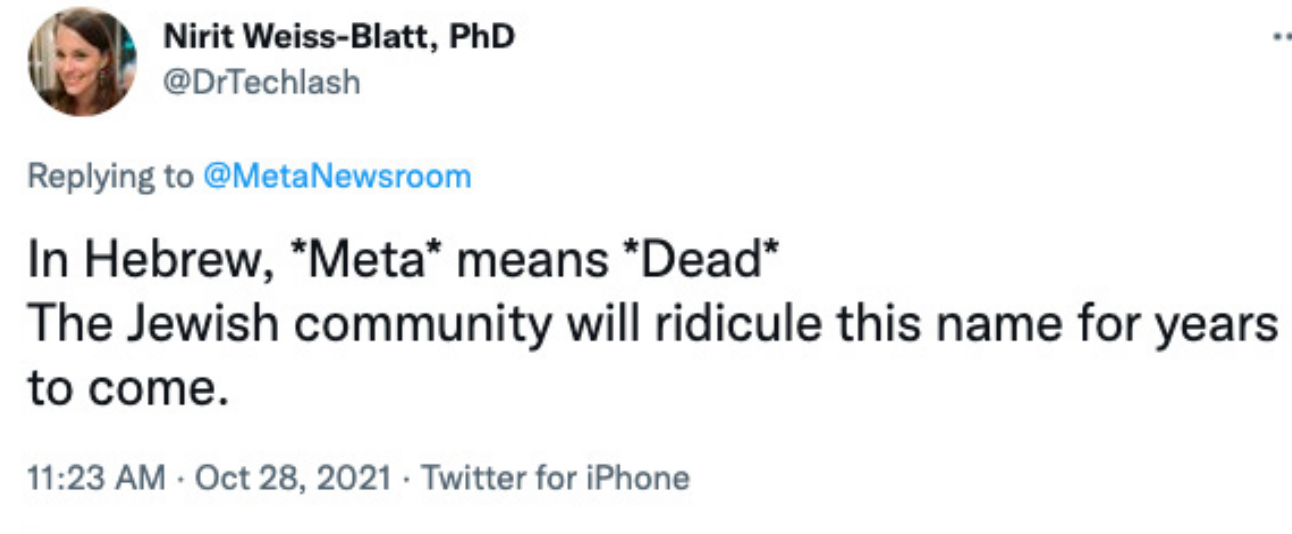 Nirit Weiss-Blatt, PhD
@DrTechlash
Replying to @MetaNewsroom
In Hebrew, *Meta* means *Dead*
The Jewish community will ridicule this name for years
to come.
11:23 AM · Oct 28, 2021 · Twitter for iPhone